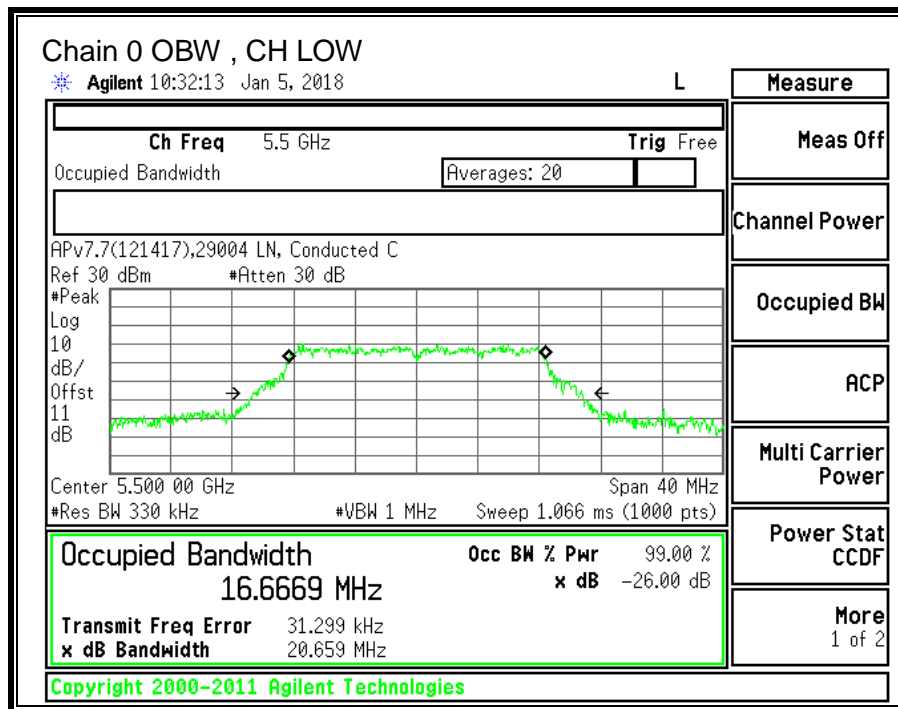 Chain 0 OBW , CH LOW
Agilent 10:32:13 Jan 5, 2018 L
Measure
Ch Freq 5.5 GHz Trig Free
Meas Off
Occupied Bandwidth Averages: 20
Channel Power
APv7.7(121417),29004 LN, Conducted C
Ref 30 dBm #Atten 30 dB
#Peak
Log
10
dB/
Offst
11
dB
Occupied BW
ACP
Center 5.500 00 GHz Span 40 MHz
#Res BW 330 kHz #VBW 1 MHz Sweep 1.066 ms (1000 pts)
Multi Carrier
Power
Occupied Bandwidth Occ BW % Pwr 99.00 %
16.6669 MHz x dB -26.00 dB
Power Stat
CCDF
Transmit Freq Error 31.299 kHz
x dB Bandwidth 20.659 MHz
More
1 of 2
Copyright 2000-2011 Agilent Technologies